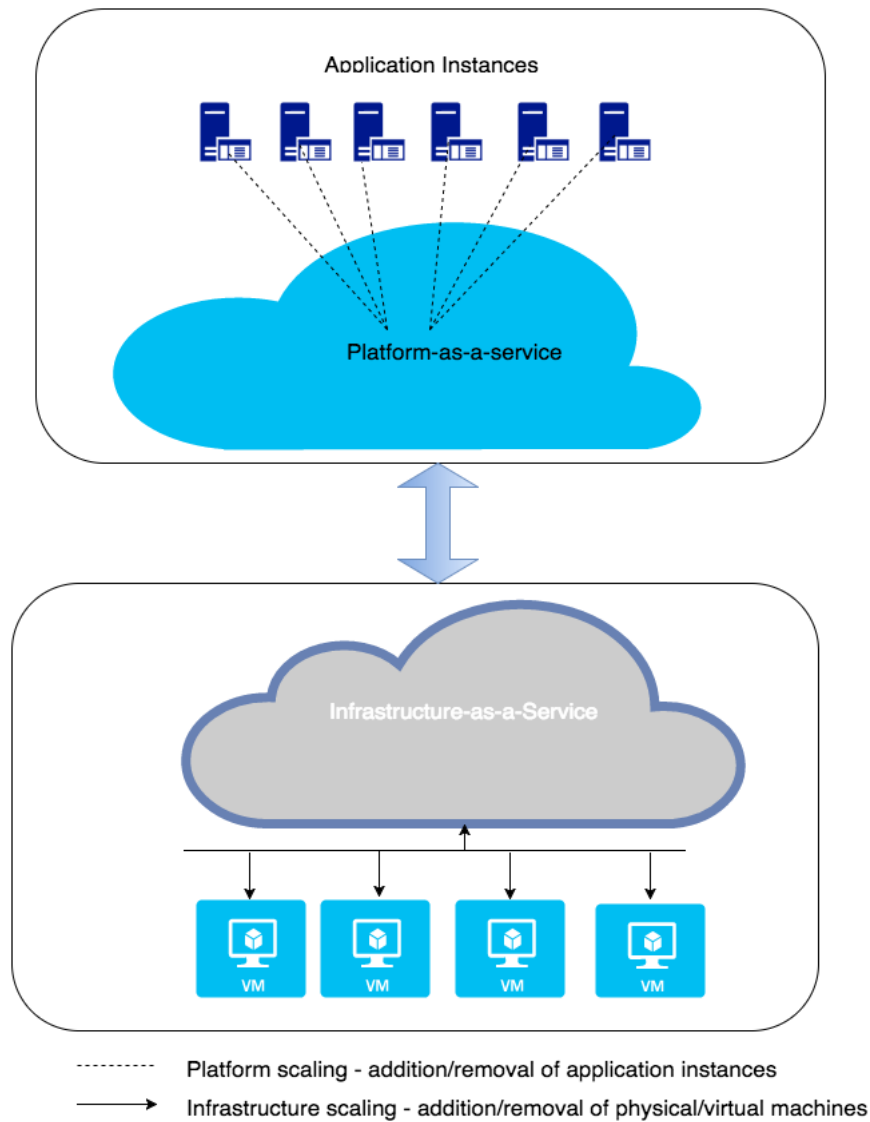 Application Instances
Platform-as-a-service
Infrastructure-as-a-Service
VM
VM
VM
VM
Platform scaling - addition/removal of application instances
Infrastructure scaling - addition/removal of physical/virtual machines